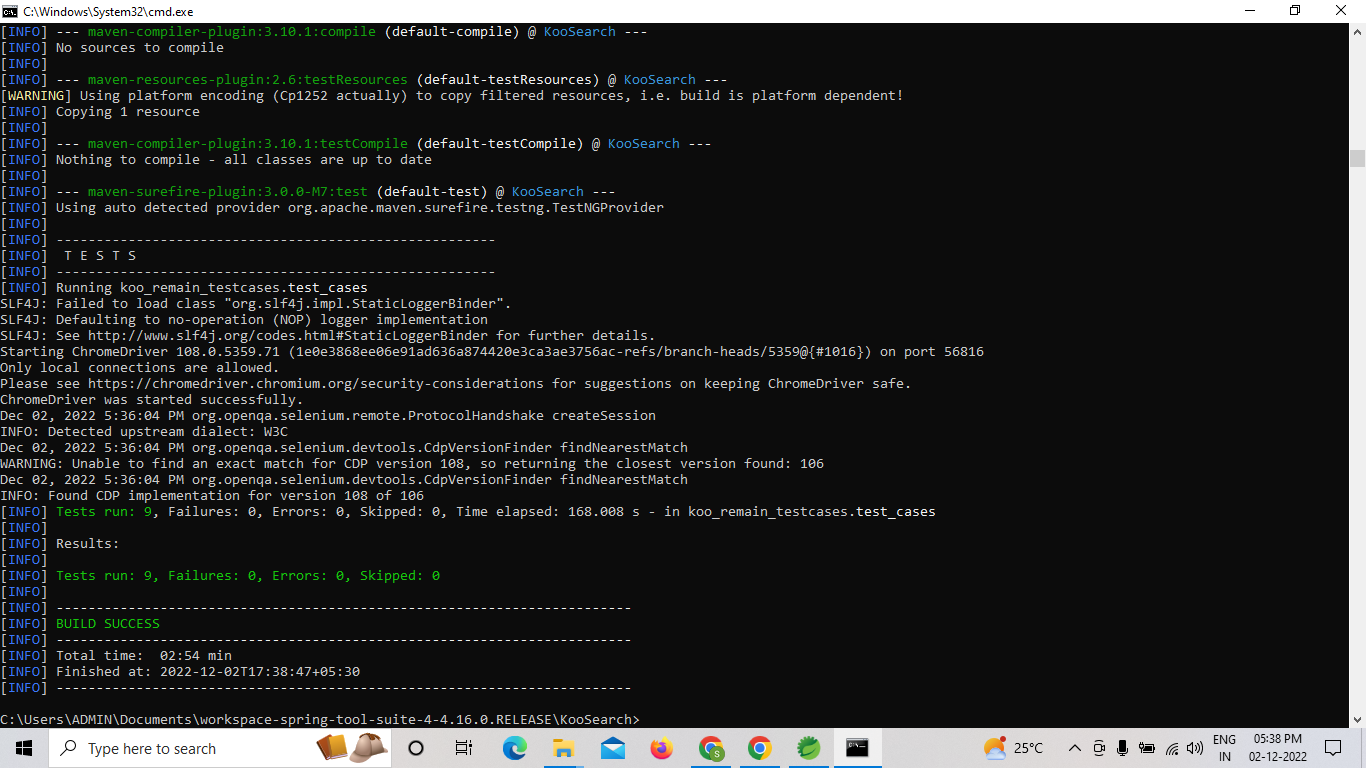 C:\Windows\System32\cmd.exe
[INFO] --- maven-compiler-plugin:3.10.1:compile (default-compile) @ KooSearch ---
[INFO] No sources to compile
[INFO]
[INFO] --- maven-resources-plugin:2.6:testResources (default-testResources) @ KooSearch ---
[WARNING] Using platform encoding (Cp1252 actually) to copy filtered resources, i.e. build is platform dependent!
[INFO] Copying 1 resource
[INFO]
[INFO] --- maven-compiler-plugin:3.10.1:testCompile (default-testCompile) @ KooSearch ---
[INFO] Nothing to compile - all classes are up to date
[INFO]
[INFO] --- maven-surefire-plugin:3.0.0-M7:test (default-test) @ KooSearch ---
[INFO] Using auto detected provider org.apache.maven.surefire.testng.TestNGProvider
[INFO]
[INFO] -------------------------------------------------------
[INFO]  T E S T S
[INFO] -------------------------------------------------------
[INFO] Running koo_remain_testcases.test_cases
SLF4J: Failed to load class "org.slf4j.impl.StaticLoggerBinder".
SLF4J: Defaulting to no-operation (NOP) logger implementation
SLF4J: See http://www.slf4j.org/codes.html#StaticLoggerBinder for further details.
Starting ChromeDriver 108.0.5359.71 (1e0e3868ee06e91ad636a874420e3ca3ae3756ac-refs/branch-heads/5359@{#1016}) on port 56816
Only local connections are allowed.
Please see https://chromedriver.chromium.org/security-considerations for suggestions on keeping ChromeDriver safe.
ChromeDriver was started successfully.
Dec 02, 2022 5:36:04 PM org.openqa.selenium.remote.ProtocolHandshake createSession
INFO: Detected upstream dialect: W3C
Dec 02, 2022 5:36:04 PM org.openqa.selenium.devtools.CdpVersionFinder findNearestMatch
WARNING: Unable to find an exact match for CDP version 108, so returning the closest version found: 106
Dec 02, 2022 5:36:04 PM org.openqa.selenium.devtools.CdpVersionFinder findNearestMatch
INFO: Found CDP implementation for version 108 of 106
[INFO] Tests run: 9, Failures: 0, Errors: 0, Skipped: 0, Time elapsed: 168.008 s - in koo_remain_testcases.test_cases
[INFO]
[INFO] Results:
[INFO]
[INFO] Tests run: 9, Failures: 0, Errors: 0, Skipped: 0
[INFO]
[INFO] ------------------------------------------------------------------------
[INFO] BUILD SUCCESS
[INFO] ------------------------------------------------------------------------
[INFO] Total time:  02:54 min
[INFO] Finished at: 2022-12-02T17:38:47+05:30
[INFO] ------------------------------------------------------------------------
C:\Users\ADMIN\Documents\workspace-spring-tool-suite-4-4.16.0.RELEASE\KooSearch>
Type here to search
S
25°C
ENG
IN
05:38 PM
02-12-2022